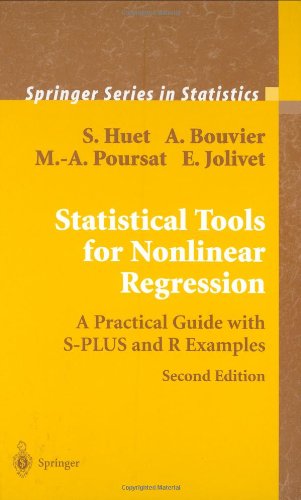 Springer Series in Statistics
S. Huet A. Bouvier
M.-A. Poursat E. Jolivet
Statistical Tools
for Nonlinear
Regression
A Practical Guide with
S-PLUS and R Examples
Second Edition
Springer